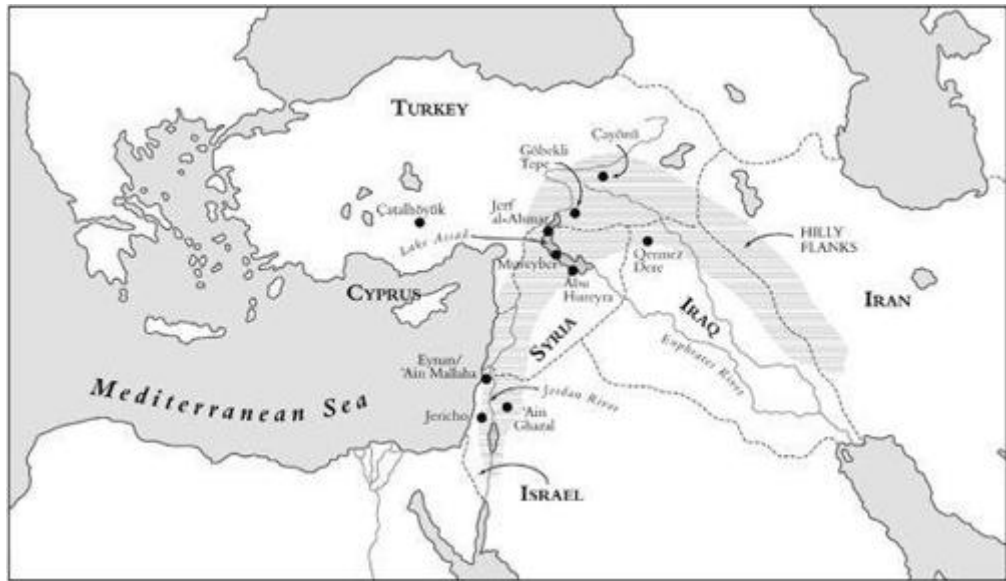 TURKEY
Çayönü
Göbekli
Tepe
Çatalhöyük
Jerf
al-Ahmar
Lake Assad
HILLY
FLANKS
Mureyber
Qermez
Dere
Abu
Hureyra
CYPRUS
IRAN
SYRIA
IRAQ
Euphrates River
Eynan/
'Ain Mallaha
Mediterranean Sea
Jordan River
Jericho
'Ain
Ghazal
ISRAEL